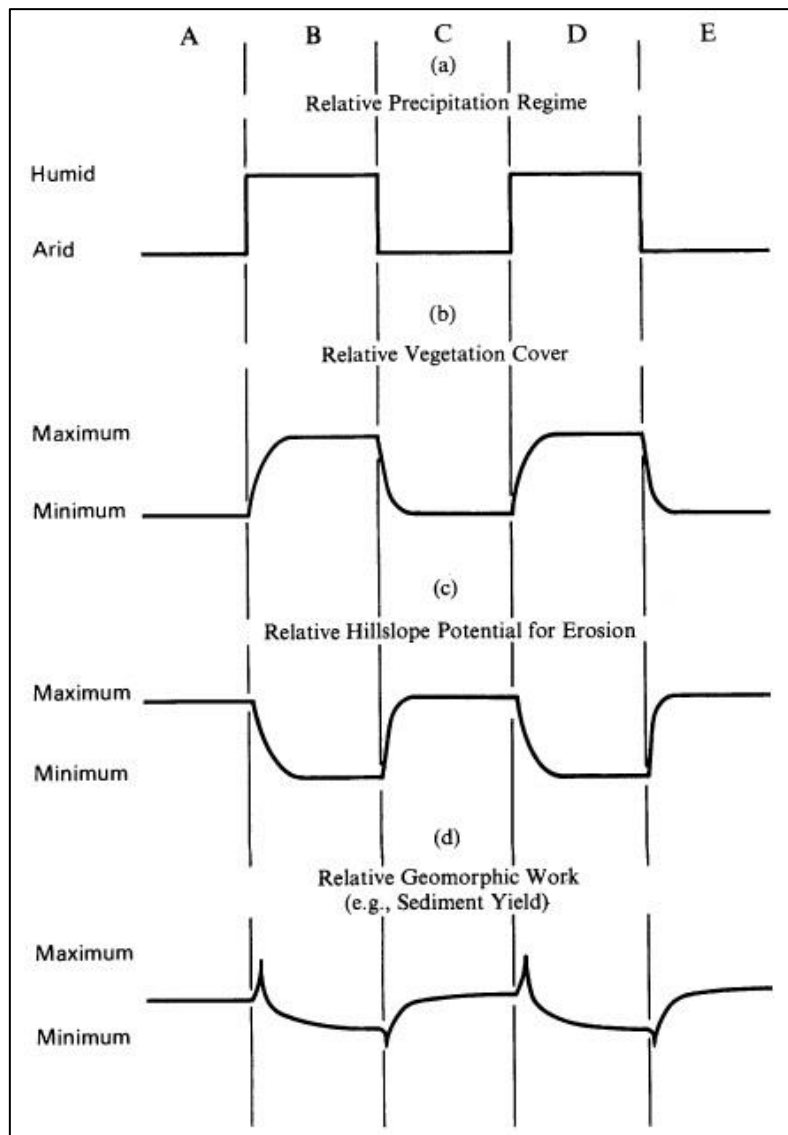 A B C D E
(a)
Relative Precipitation Regime
Humid
Arid
(b)
Relative Vegetation Cover
Maximum
Minimum
(c)
Relative Hillslope Potential for Erosion
Maximum
Minimum
(d)
Relative Geomorphic Work
(e.g., Sediment Yield)
Maximum
Minimum